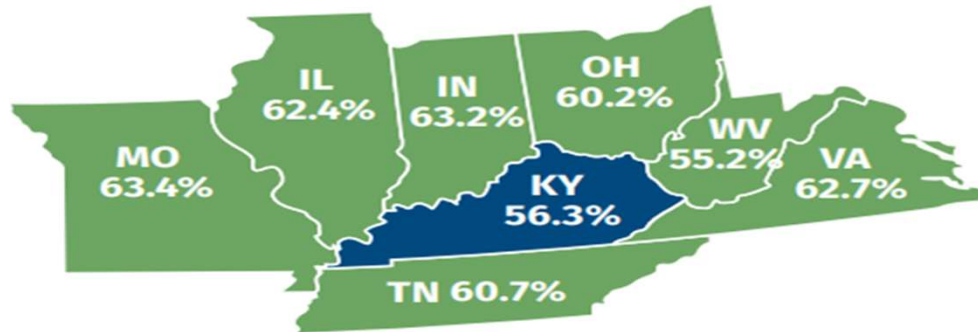 IL
62.4%
IN
63.2%
OH
60.2%
MO
63.4%
WV
55.2%
VA
62.7%
KY
56.3%
TN 60.7%